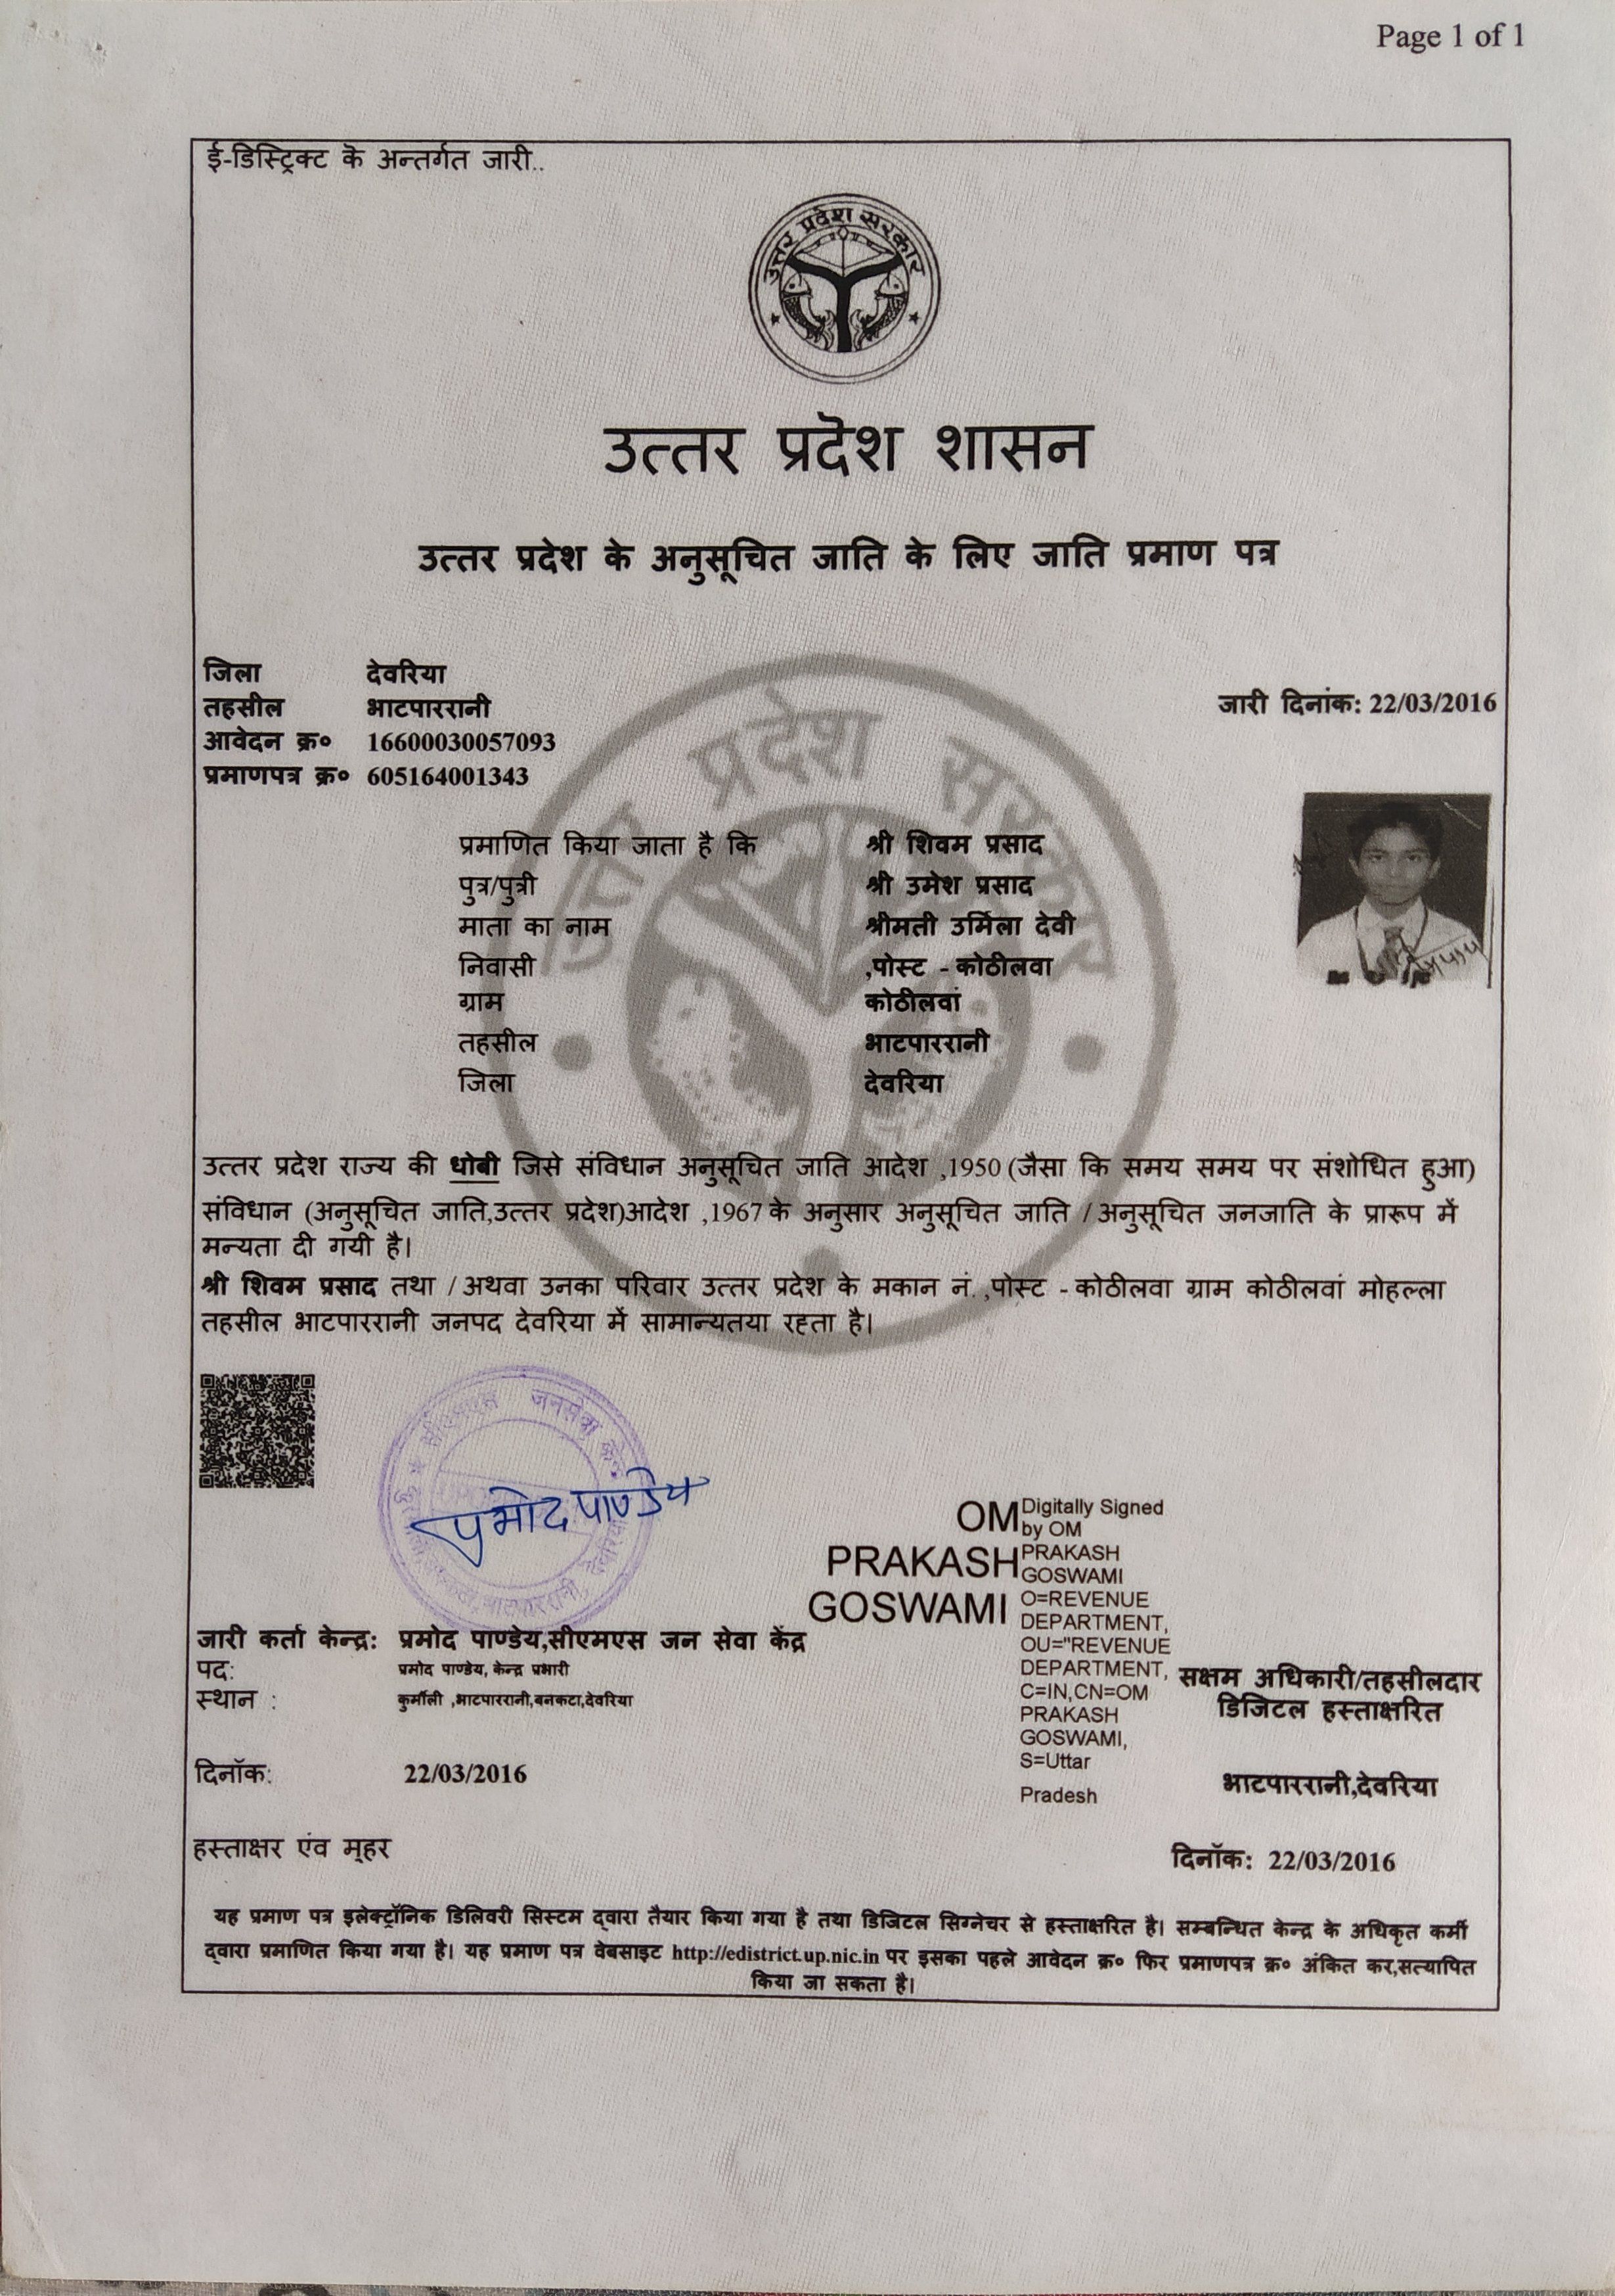 Page 1 of 1
ई-डिस्ट्रिक्ट के अन्तर्गत जारी..
उत्तर प्रदेश सरकार
उत्तर प्रदेश शासन
उत्तर प्रदेश के अनुसूचित जाति के लिए जाति प्रमाण पत्र
जिला देवरिया
तहसील भाटपाररानी
जारी दिनांक: 22/03/2016
आवेदन क्र० 16600030057093
प्रमाणपत्र क्र० 605164001343
प्रमाणित किया जाता है कि श्री शिवम प्रसाद
पुत्र/पुत्री श्री उमेश प्रसाद
माता का नाम श्रीमती उर्मिला देवी
निवासी ,पोस्ट - कोठीलवा
ग्राम कोठीलवां
तहसील भाटपाररानी
जिला देवरिया
उत्तर प्रदेश सरकार
उत्तर प्रदेश राज्य की धोबी जिसे संविधान अनुसूचित जाति आदेश ,1950 (जैसा कि समय समय पर संशोधित हुआ)
संविधान (अनुसूचित जाति,उत्तर प्रदेश)आदेश ,1967 के अनुसार अनुसूचित जाति / अनुसूचित जनजाति के प्रारूप में
मन्यता दी गयी है।
श्री शिवम प्रसाद तथा / अथवा उनका परिवार उत्तर प्रदेश के मकान नं. ,पोस्ट - कोठीलवा ग्राम कोठीलवां मोहल्ला
तहसील भाटपाररानी जनपद देवरिया में सामान्यतया रहता है।
सीएमएस जनसेवा
भाटपाररानी, देवरिया
प्रमोद पाण्डेय
OM
PRAKASH
GOSWAMI
Digitally Signed
by OM
PRAKASH
GOSWAMI
O=REVENUE
DEPARTMENT,
OU="REVENUE
DEPARTMENT,
C=IN,CN=OM
PRAKASH
GOSWAMI,
S=Uttar
Pradesh
जारी कर्ता केन्द्र: प्रमोद पाण्डेय,सीएमएस जन सेवा केंद्र
पद: प्रमोद पाण्डेय, केन्द्र प्रभारी
स्थान : कुर्मौली ,भाटपाररानी,बनकटा,देवरिया
सक्षम अधिकारी/तहसीलदार
डिजिटल हस्ताक्षरित
दिनॉक: 22/03/2016
भाटपाररानी,देवरिया
हस्ताक्षर एंव मुहर
दिनॉक: 22/03/2016
यह प्रमाण पत्र इलेक्ट्रॉनिक डिलिवरी सिस्टम द्वारा तैयार किया गया है तथा डिजिटल सिग्नेचर से हस्ताक्षरित है। सम्बन्धित केन्द्र के अधिकृत कर्मी
द्वारा प्रमाणित किया गया है। यह प्रमाण पत्र वेबसाइट http://edistrict.up.nic.in पर इसका पहले आवेदन क्र० फिर प्रमाणपत्र क्र० अंकित कर,सत्यापित
किया जा सकता है।